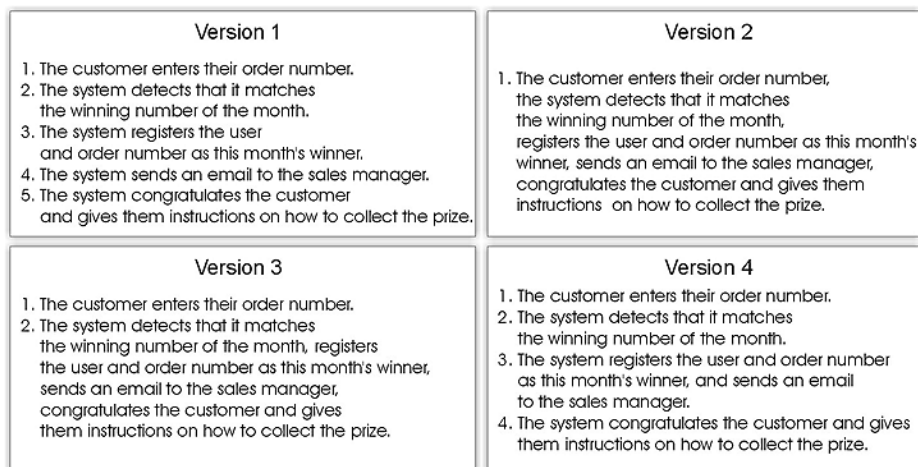 Version 1
1. The customer enters their order number.
2. The system detects that it matches
the winning number of the month.
3. The system registers the user
and order number as this month's winner.
4. The system sends an email to the sales manager.
5. The system congratulates the customer
and gives them instructions on how to collect the prize.
Version 2
1. The customer enters their order number,
the system detects that it matches
the winning number of the month,
registers the user and order number as this month's
winner, sends an email to the sales manager,
congratulates the customer and gives them
instructions on how to collect the prize.
Version 3
1. The customer enters their order number.
2. The system detects that it matches
the winning number of the month, registers
the user and order number as this month's winner,
sends an email to the sales manager,
congratulates the customer and gives
them instructions on how to collect the prize.
Version 4
1. The customer enters their order number.
2. The system detects that it matches
the winning number of the month.
3. The system registers the user and order number
as this month's winner, and sends an email
to the sales manager.
4. The system congratulates the customer and gives
them instructions on how to collect the prize.